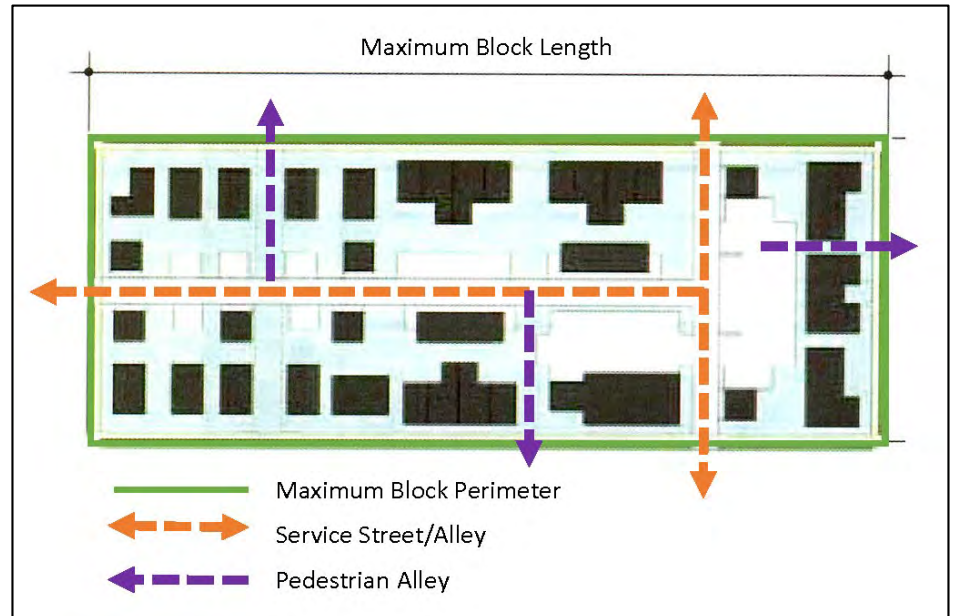 Maximum Block Length
Maximum Block Perimeter
Service Street/Alley
Pedestrian Alley